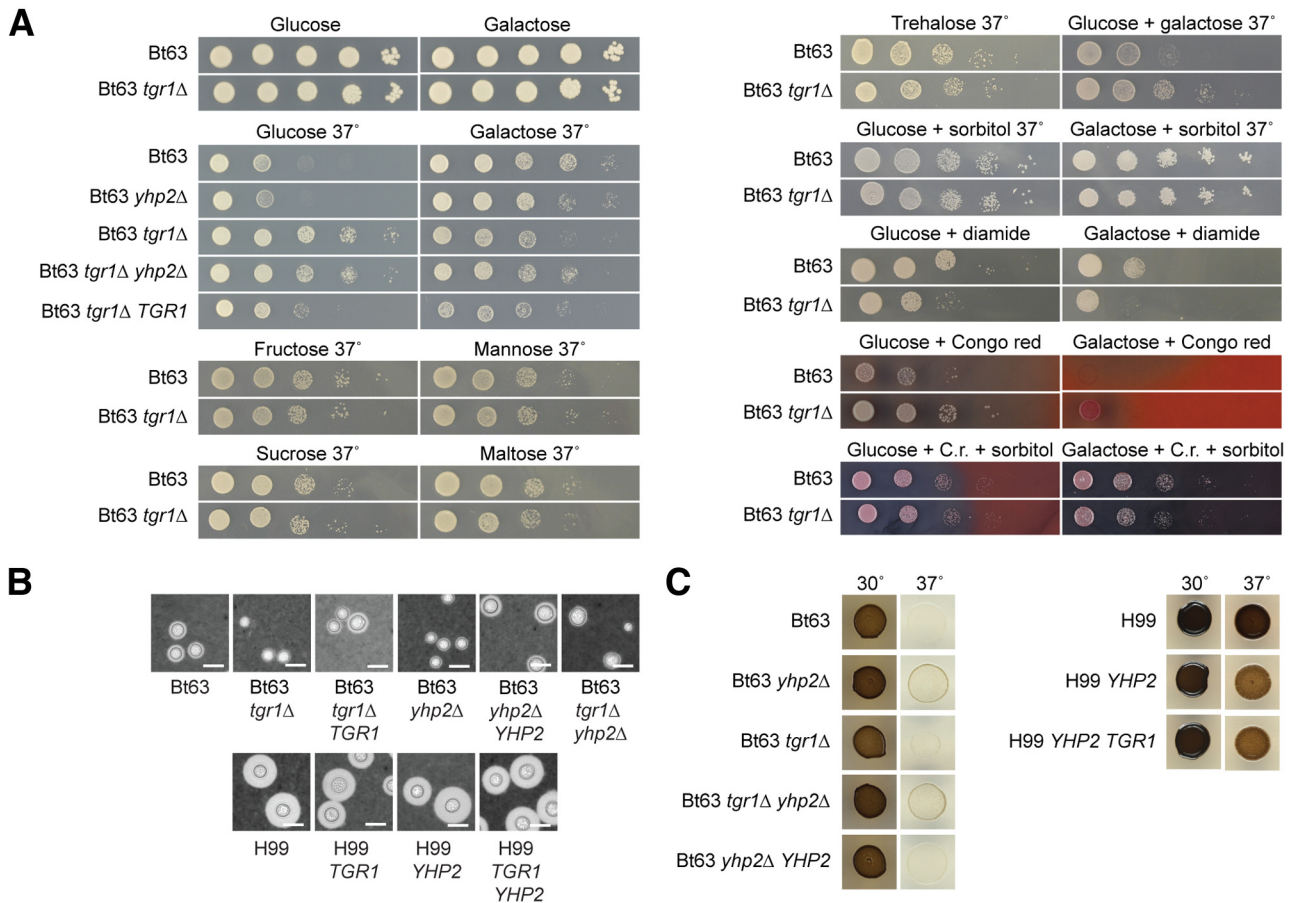 A
Glucose
Galactose
Bt63
Bt63 tgr1Δ
Glucose 37˚
Galactose 37˚
Bt63
Bt63 yhp2Δ
Bt63 tgr1Δ
Bt63 tgr1Δ yhp2Δ
Bt63 tgr1Δ TGR1
Fructose 37˚
Mannose 37˚
Bt63
Bt63 tgr1Δ
Sucrose 37˚
Maltose 37˚
Bt63
Bt63 tgr1Δ
Trehalose 37˚
Glucose + galactose 37˚
Bt63
Bt63 tgr1Δ
Glucose + sorbitol 37˚
Galactose + sorbitol 37˚
Bt63
Bt63 tgr1Δ
Glucose + diamide
Galactose + diamide
Bt63
Bt63 tgr1Δ
Glucose + Congo red
Galactose + Congo red
Bt63
Bt63 tgr1Δ
Glucose + C.r. + sorbitol
Galactose + C.r. + sorbitol
Bt63
Bt63 tgr1Δ
B
Bt63
Bt63
tgr1Δ
Bt63
tgr1Δ
TGR1
Bt63
yhp2Δ
Bt63
yhp2Δ
YHP2
Bt63
tgr1Δ
yhp2Δ
H99
H99
TGR1
H99
YHP2
H99
TGR1
YHP2
C
30˚
37˚
Bt63
Bt63 yhp2Δ
Bt63 tgr1Δ
Bt63 tgr1Δ yhp2Δ
Bt63 yhp2Δ YHP2
30˚
37˚
H99
H99 YHP2
H99 YHP2 TGR1